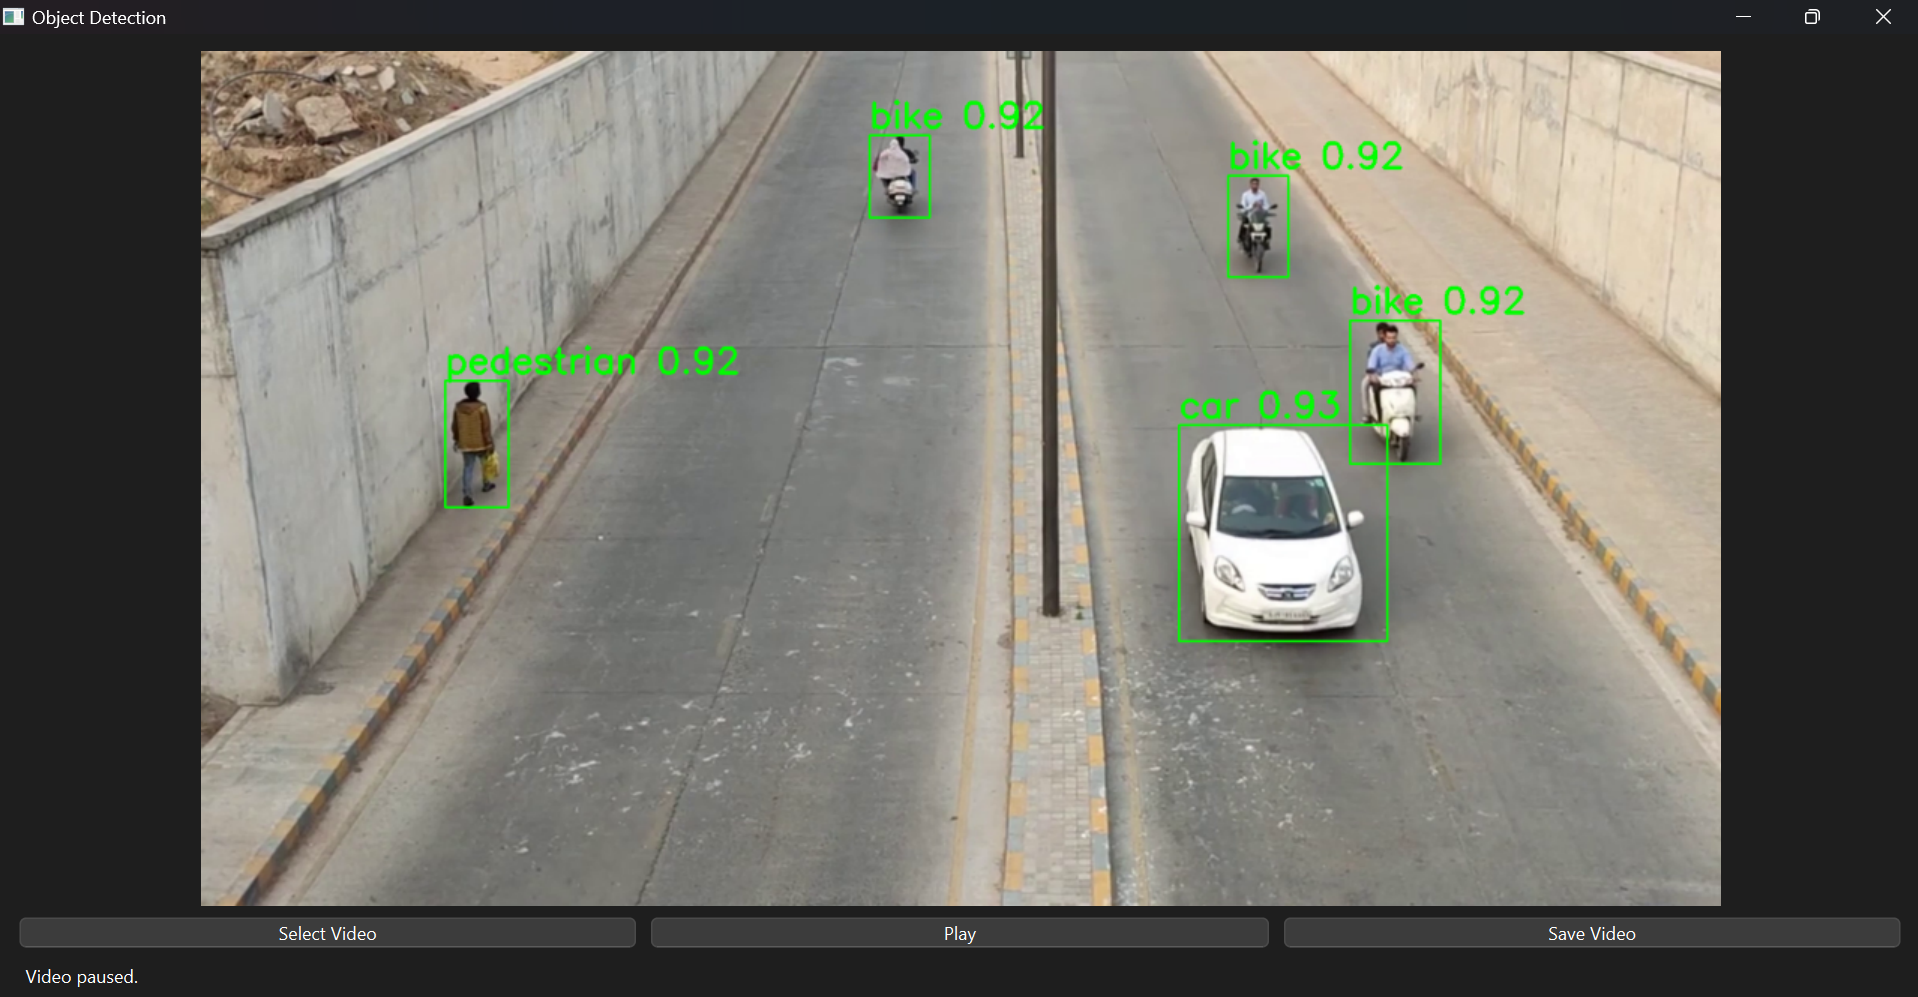 Object Detection
bike 0.92
bike 0.92
bike 0.92
pedestrian 0.92
car 0.93
Select Video
Play
Save Video
Video paused.